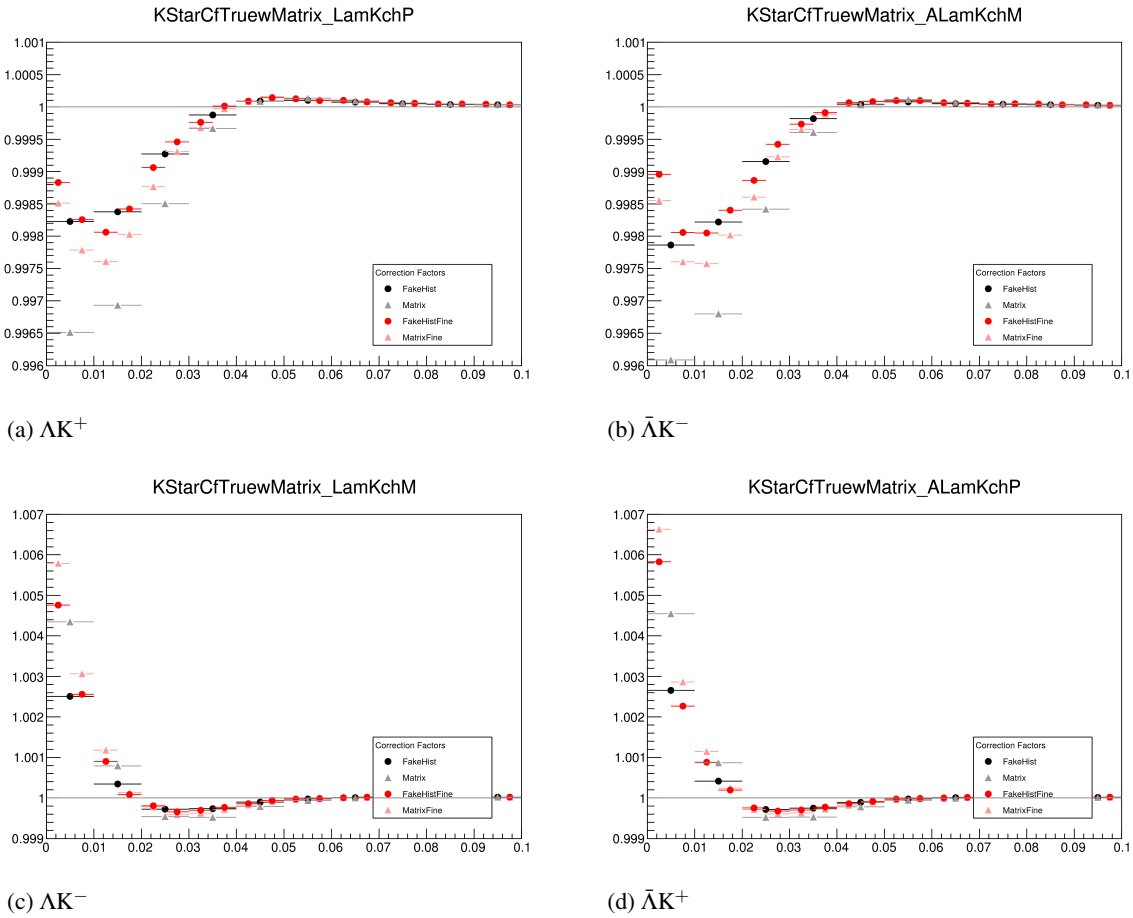 KStarCfTruewMatrix_LamKchP
1.001
1.0005
1
0.9995
0.999
0.9985
0.998
0.9975
0.997
0.9965
0.996
0 0.01 0.02 0.03 0.04 0.05 0.06 0.07 0.08 0.09 0.1
Correction Factors
FakeHist
Matrix
FakeHistFine
MatrixFine
(a) ΛK⁺
KStarCfTruewMatrix_ALamKchM
1.001
1.0005
1
0.9995
0.999
0.9985
0.998
0.9975
0.997
0.9965
0.996
0 0.01 0.02 0.03 0.04 0.05 0.06 0.07 0.08 0.09 0.1
Correction Factors
FakeHist
Matrix
FakeHistFine
MatrixFine
(b) Λ̄K⁻
KStarCfTruewMatrix_LamKchM
1.007
1.006
1.005
1.004
1.003
1.002
1.001
1
0.999
0 0.01 0.02 0.03 0.04 0.05 0.06 0.07 0.08 0.09 0.1
Correction Factors
FakeHist
Matrix
FakeHistFine
MatrixFine
(c) ΛK⁻
KStarCfTruewMatrix_ALamKchP
1.007
1.006
1.005
1.004
1.003
1.002
1.001
1
0.999
0 0.01 0.02 0.03 0.04 0.05 0.06 0.07 0.08 0.09 0.1
Correction Factors
FakeHist
Matrix
FakeHistFine
MatrixFine
(d) Λ̄K⁺